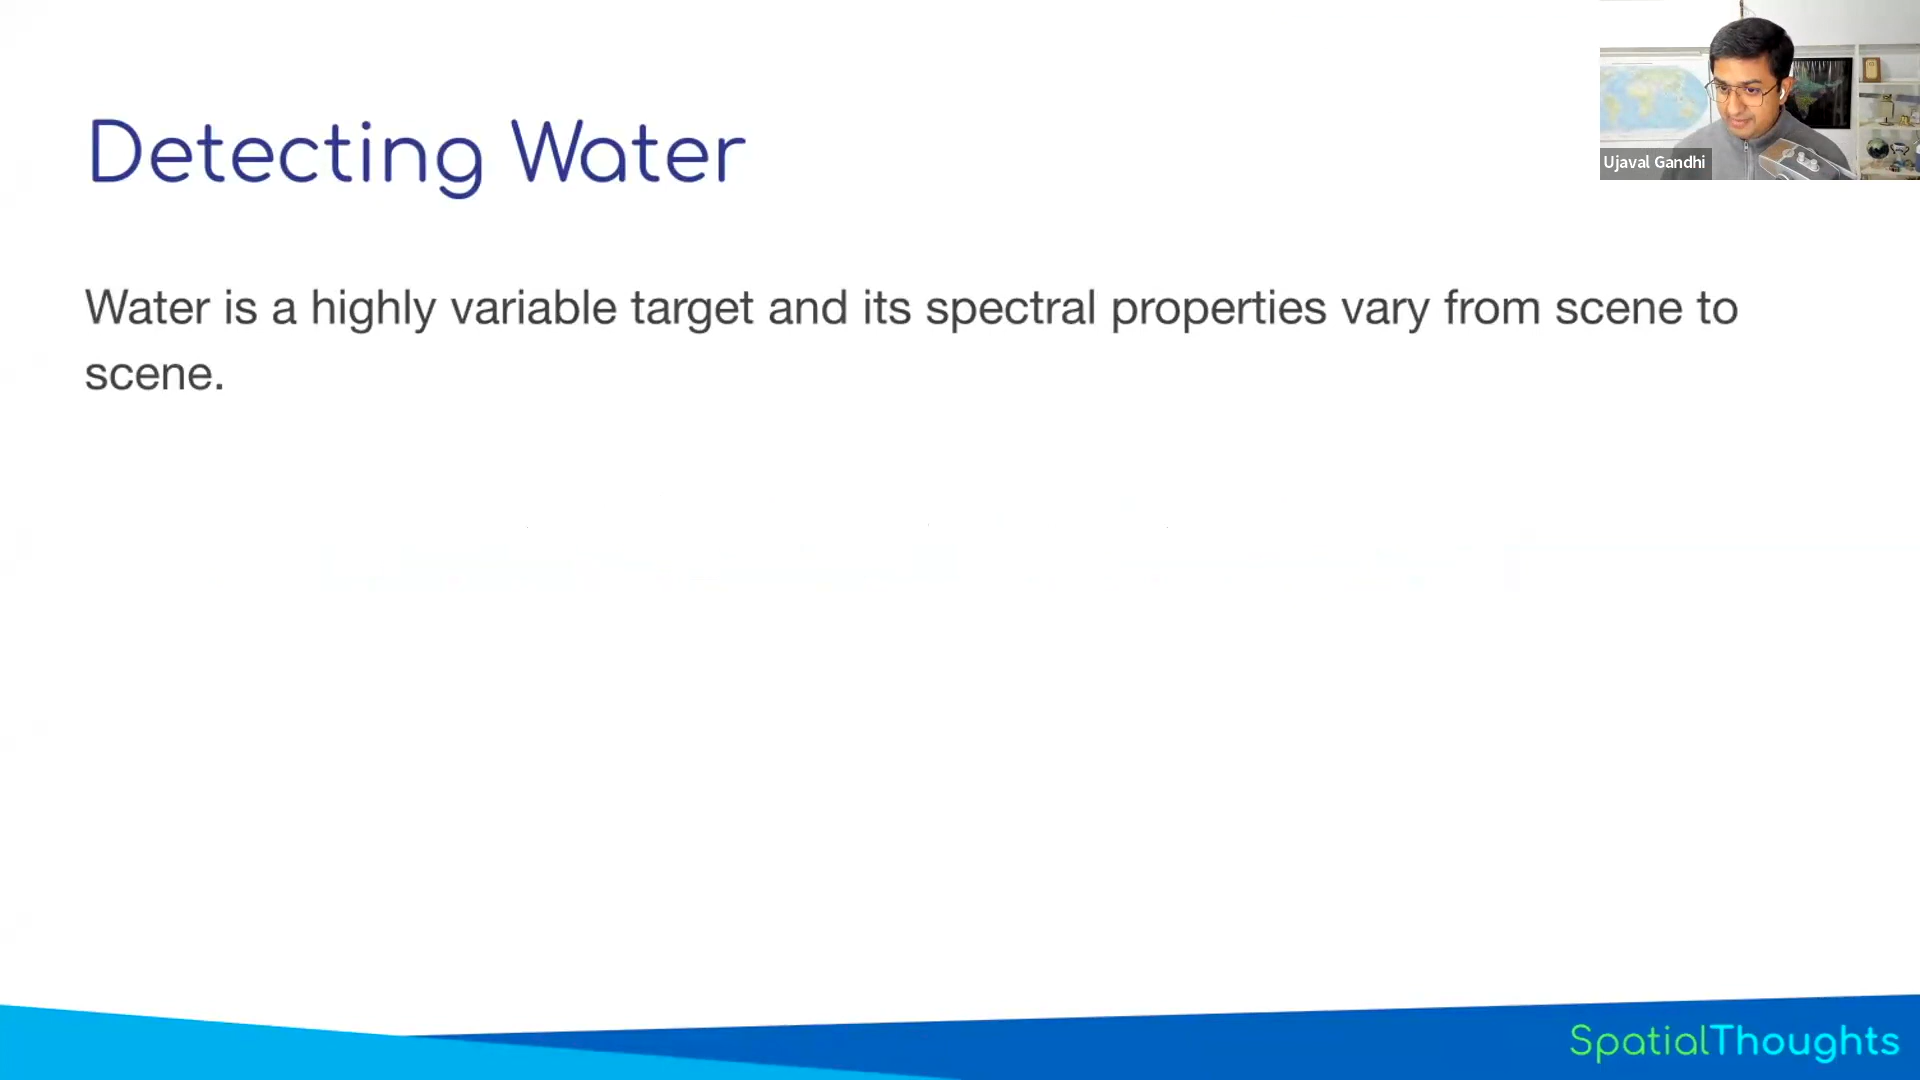 Detecting Water
Ujaval Gandhi
Water is a highly variable target and its spectral properties vary from scene to
scene.
SpatialThoughts